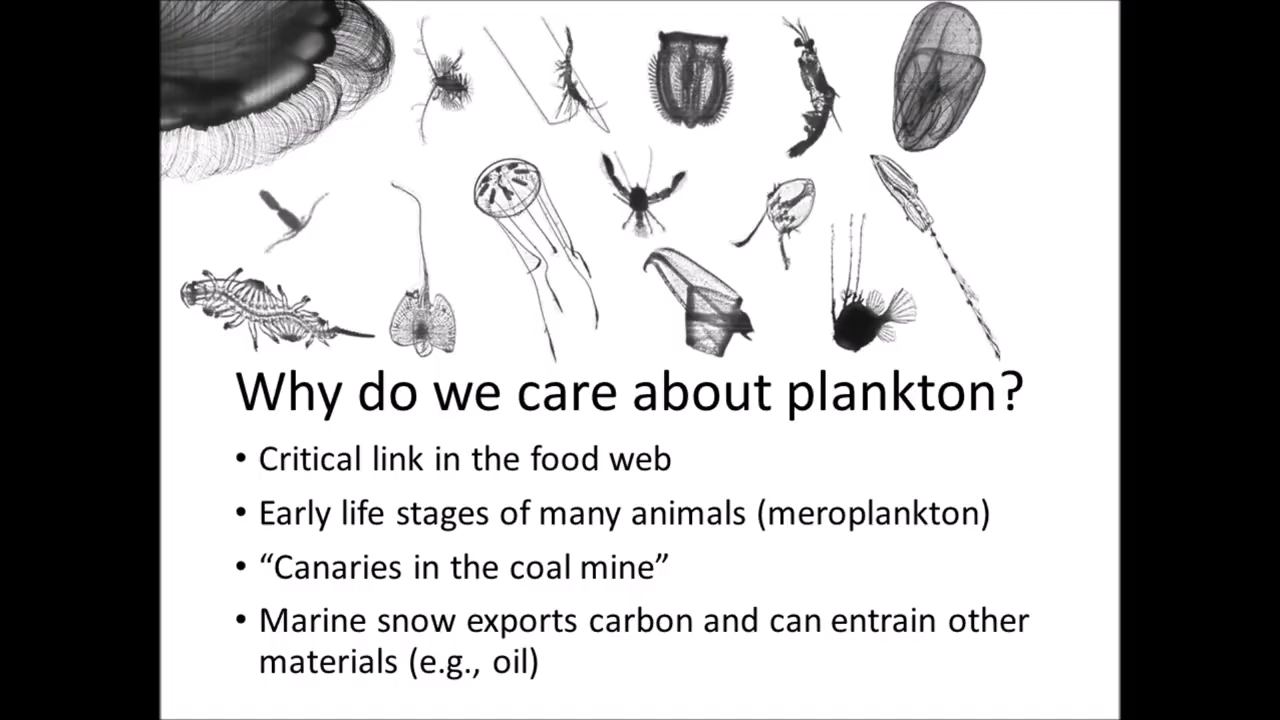 Why do we care about plankton?
• Critical link in the food web
• Early life stages of many animals (meroplankton)
• “Canaries in the coal mine”
• Marine snow exports carbon and can entrain other
materials (e.g., oil)